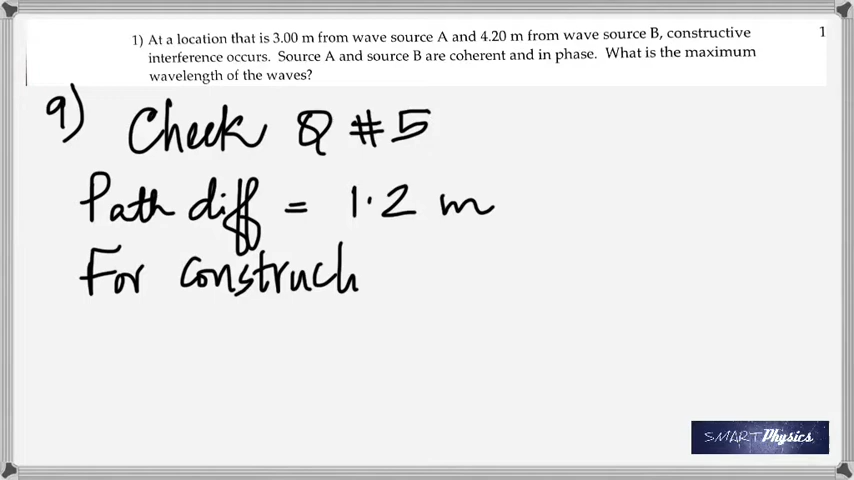 1) At a location that is 3.00 m from wave source A and 4.20 m from wave source B, constructive 1
interference occurs. Source A and source B are coherent and in phase. What is the maximum
wavelength of the waves?
9) Check Q #5
Path diff = 1.2 m
For construch
SMARTPhysics